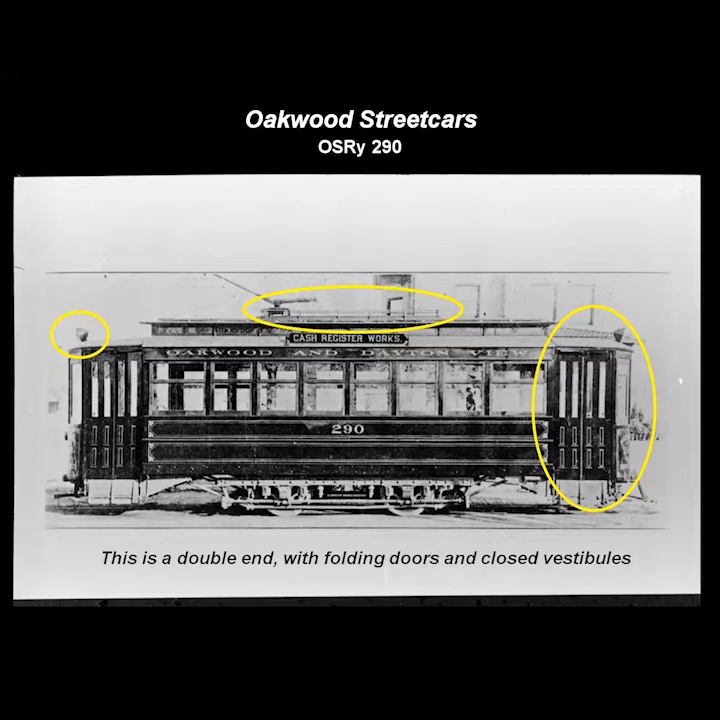 Oakwood Streetcars
OSRy 290
CASH REGISTER WORKS.
OAKWOOD AND DAYTON VIEW
290
This is a double end, with folding doors and closed vestibules